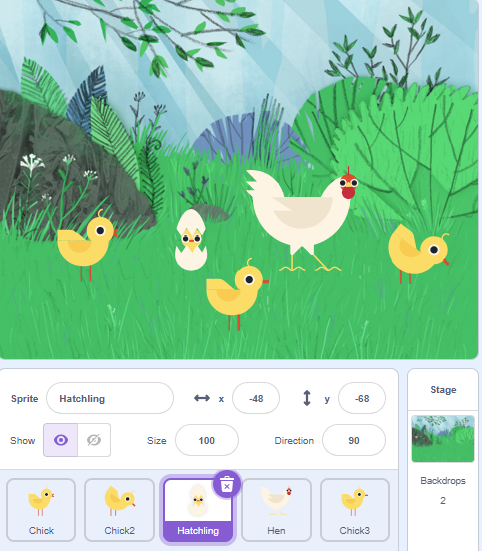 Sprite Hatchling x -48 y -68 Stage
Show Size 100 Direction 90
Backdrops
2
Chick Chick2 Hatchling Hen Chick3